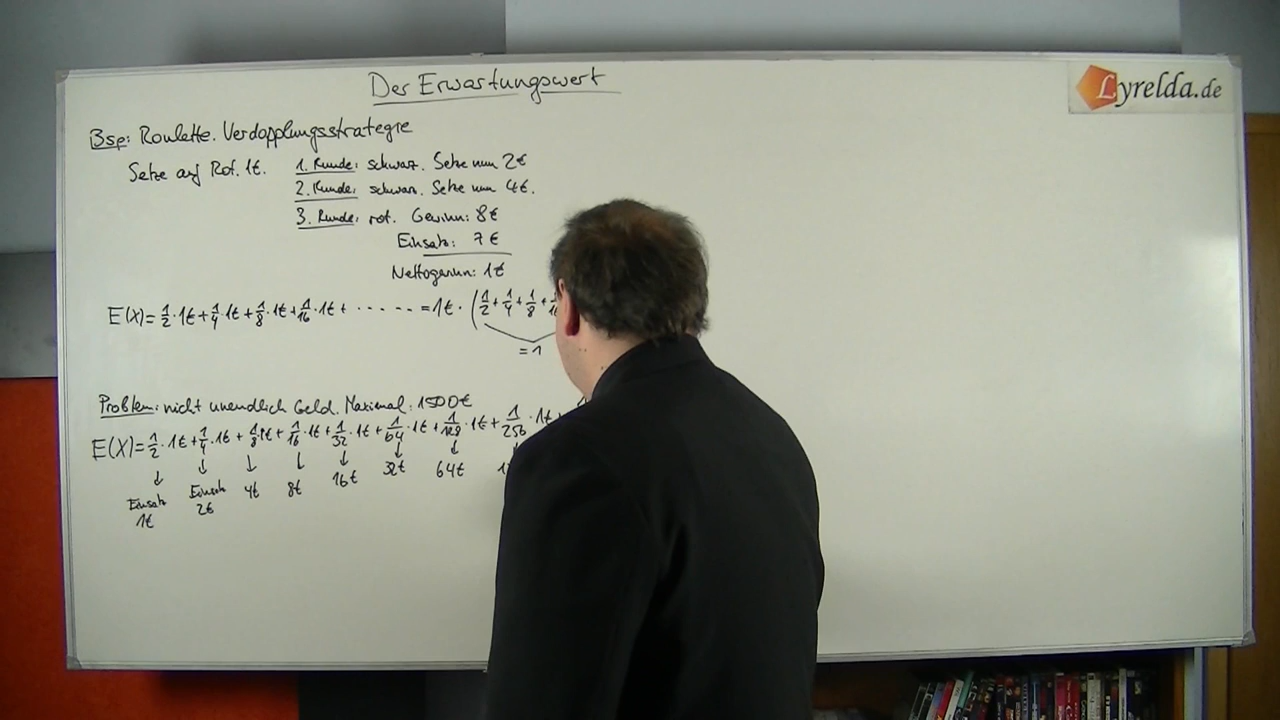 Der Erwartungswert
Lyrelda.de
Bsp: Roulette. Verdopplungsstrategie
Setze auf Rot. 1€.
1. Runde: schwarz. Setze nun 2€
2. Runde: schwarz. Setze nun 4€.
3. Runde: rot. Gewinn: 8€
Einsatz: 7€
Nettogewinn: 1€
E(X)=1/2·1€+1/4·1€+1/8·1€+1/16·1€+······=1€·(1/2+1/4+1/8+
=1
Problem: nicht unendlich Geld. Maximal: 1500€
E(X)=1/2·1€+1/4·1€+1/8·1€+1/16·1€+1/32·1€+1/64·1€+1/128·1€+1/256·1€+
↓ ↓ ↓ ↓ ↓ ↓ ↓
Einsatz 1€
Einsatz 2€
4€ 8€ 16€ 32€ 64€